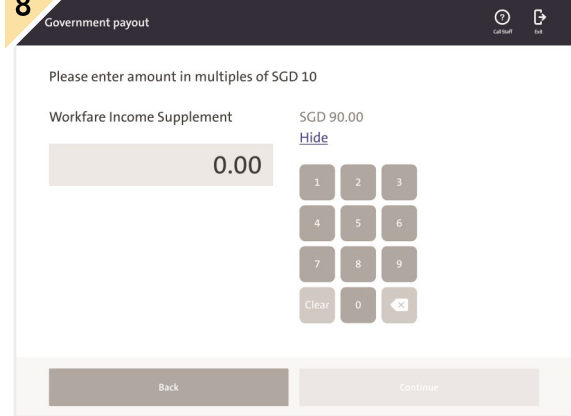 8
Government payout
Call Staff
Exit
Please enter amount in multiples of SGD 10
Workfare Income Supplement
SGD 90.00
Hide
0.00
1 2 3
4 5 6
7 8 9
Clear 0
Back
Continue